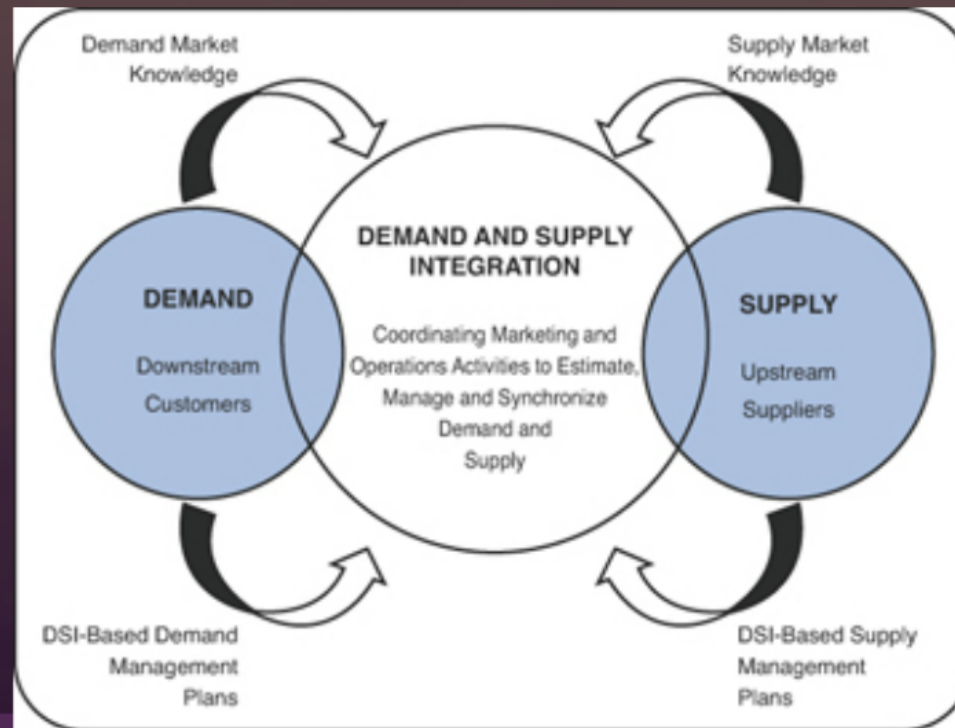 Demand Market
Knowledge
Supply Market
Knowledge
DEMAND AND SUPPLY
INTEGRATION
DEMAND
Downstream
Customers
Coordinating Marketing and
Operations Activities to Estimate,
Manage and Synchronize
Demand and
Supply
SUPPLY
Upstream
Suppliers
DSI-Based Demand
Management
Plans
DSI-Based Supply
Management
Plans